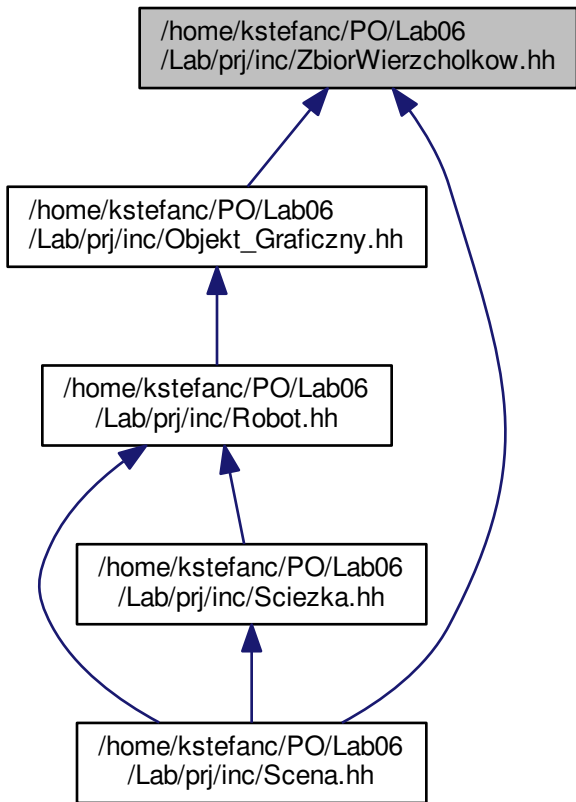 /home/kstefanc/PO/Lab06
/Lab/prj/inc/ZbiorWierzcholkow.hh
/home/kstefanc/PO/Lab06
/Lab/prj/inc/Objekt_Graficzny.hh
/home/kstefanc/PO/Lab06
/Lab/prj/inc/Robot.hh
/home/kstefanc/PO/Lab06
/Lab/prj/inc/Sciezka.hh
/home/kstefanc/PO/Lab06
/Lab/prj/inc/Scena.hh